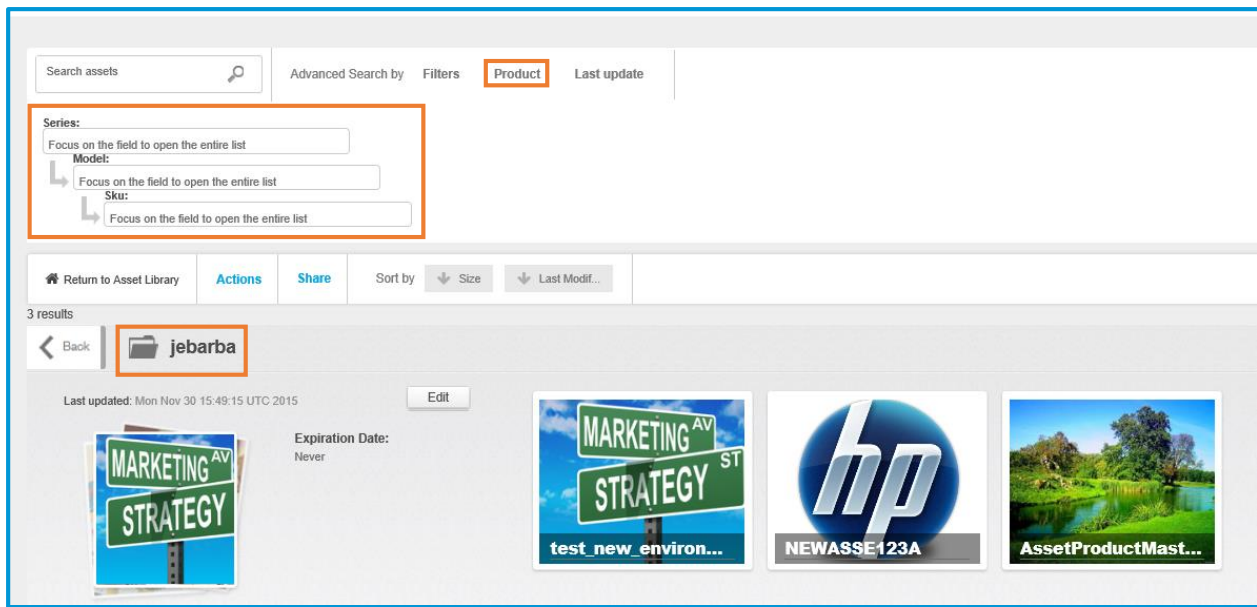 Search assets
Advanced Search by Filters Product Last update
Series:
Focus on the field to open the entire list
Model:
Focus on the field to open the entire list
Sku:
Focus on the field to open the entire list
Return to Asset Library Actions Share Sort by Size Last Modif...
3 results
Back jebarba
Last updated: Mon Nov 30 15:49:15 UTC 2015
Edit
Expiration Date:
Never
MARKETING AV
STRATEGY
MARKETING AV
STRATEGY ST
test_new_environ...
hp
NEWASSE123A
AssetProductMast...